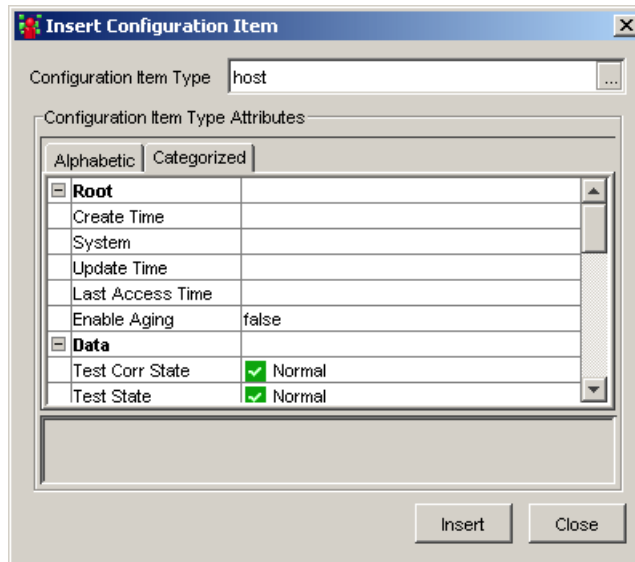 Insert Configuration Item
Configuration Item Type host ...
Configuration Item Type Attributes
Alphabetic Categorized
Root
Create Time
System
Update Time
Last Access Time
Enable Aging false
Data
Test Corr State Normal
Test State Normal
Insert Close